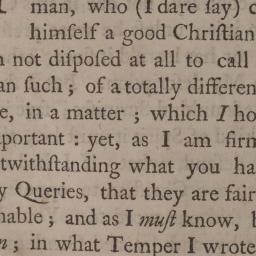 man, who (I dare ſay) c
himſelf a good Chriſtian
not diſpoſed at all to call
an ſuch; of a totally differen
e, in a matter; which I ho
portant: yet, as I am firm
twithſtanding what you ha
y Queries, that they are fair
nable; and as I muſt know, b
n; in what Temper I wrote